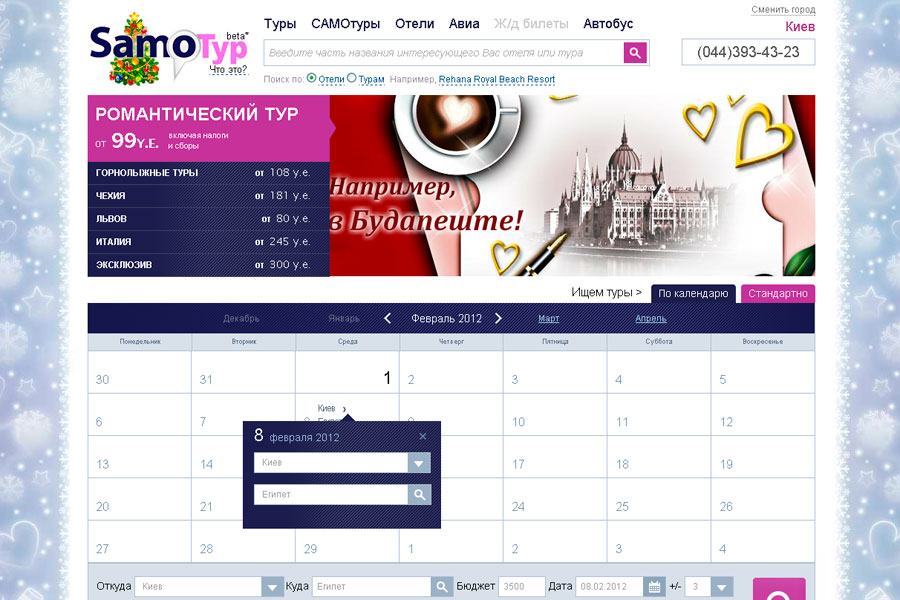 Сменить город
Киев
(044)393-43-23
SamoТур
beta*
Что это?
Туры САМОтуры Отели Авиа Ж/д билеты Автобус
Введите часть названия интересующего Вас отеля или тура
Поиск по: Отели Турам Например, Rehana Royal Beach Resort
РОМАНТИЧЕСКИЙ ТУР
от 99У.Е. включая налоги
и сборы
ГОРНОЛЫЖНЫЕ ТУРЫ от 108 у.е.
ЧЕХИЯ от 181 у.е.
ЛЬВОВ от 80 у.е.
ИТАЛИЯ от 245 у.е.
ЭКСКЛЮЗИВ от 300 у.е.
Например,
в Будапеште!
Ищем туры > По календарю Стандартно
Декабрь Январь Февраль 2012 Март Апрель
Понедельник Вторник Среда Четверг Пятница Суббота Воскресенье
30 31 1 2 3 4 5
Киев
6 7 10 11 12
8 февраля 2012
Киев
Египет
13 14 17 18 19
20 21 24 25 26
27 28 29 1 2 3 4
Откуда Киев Куда Египет Бюджет 3500 Дата 08.02.2012 +/- 3